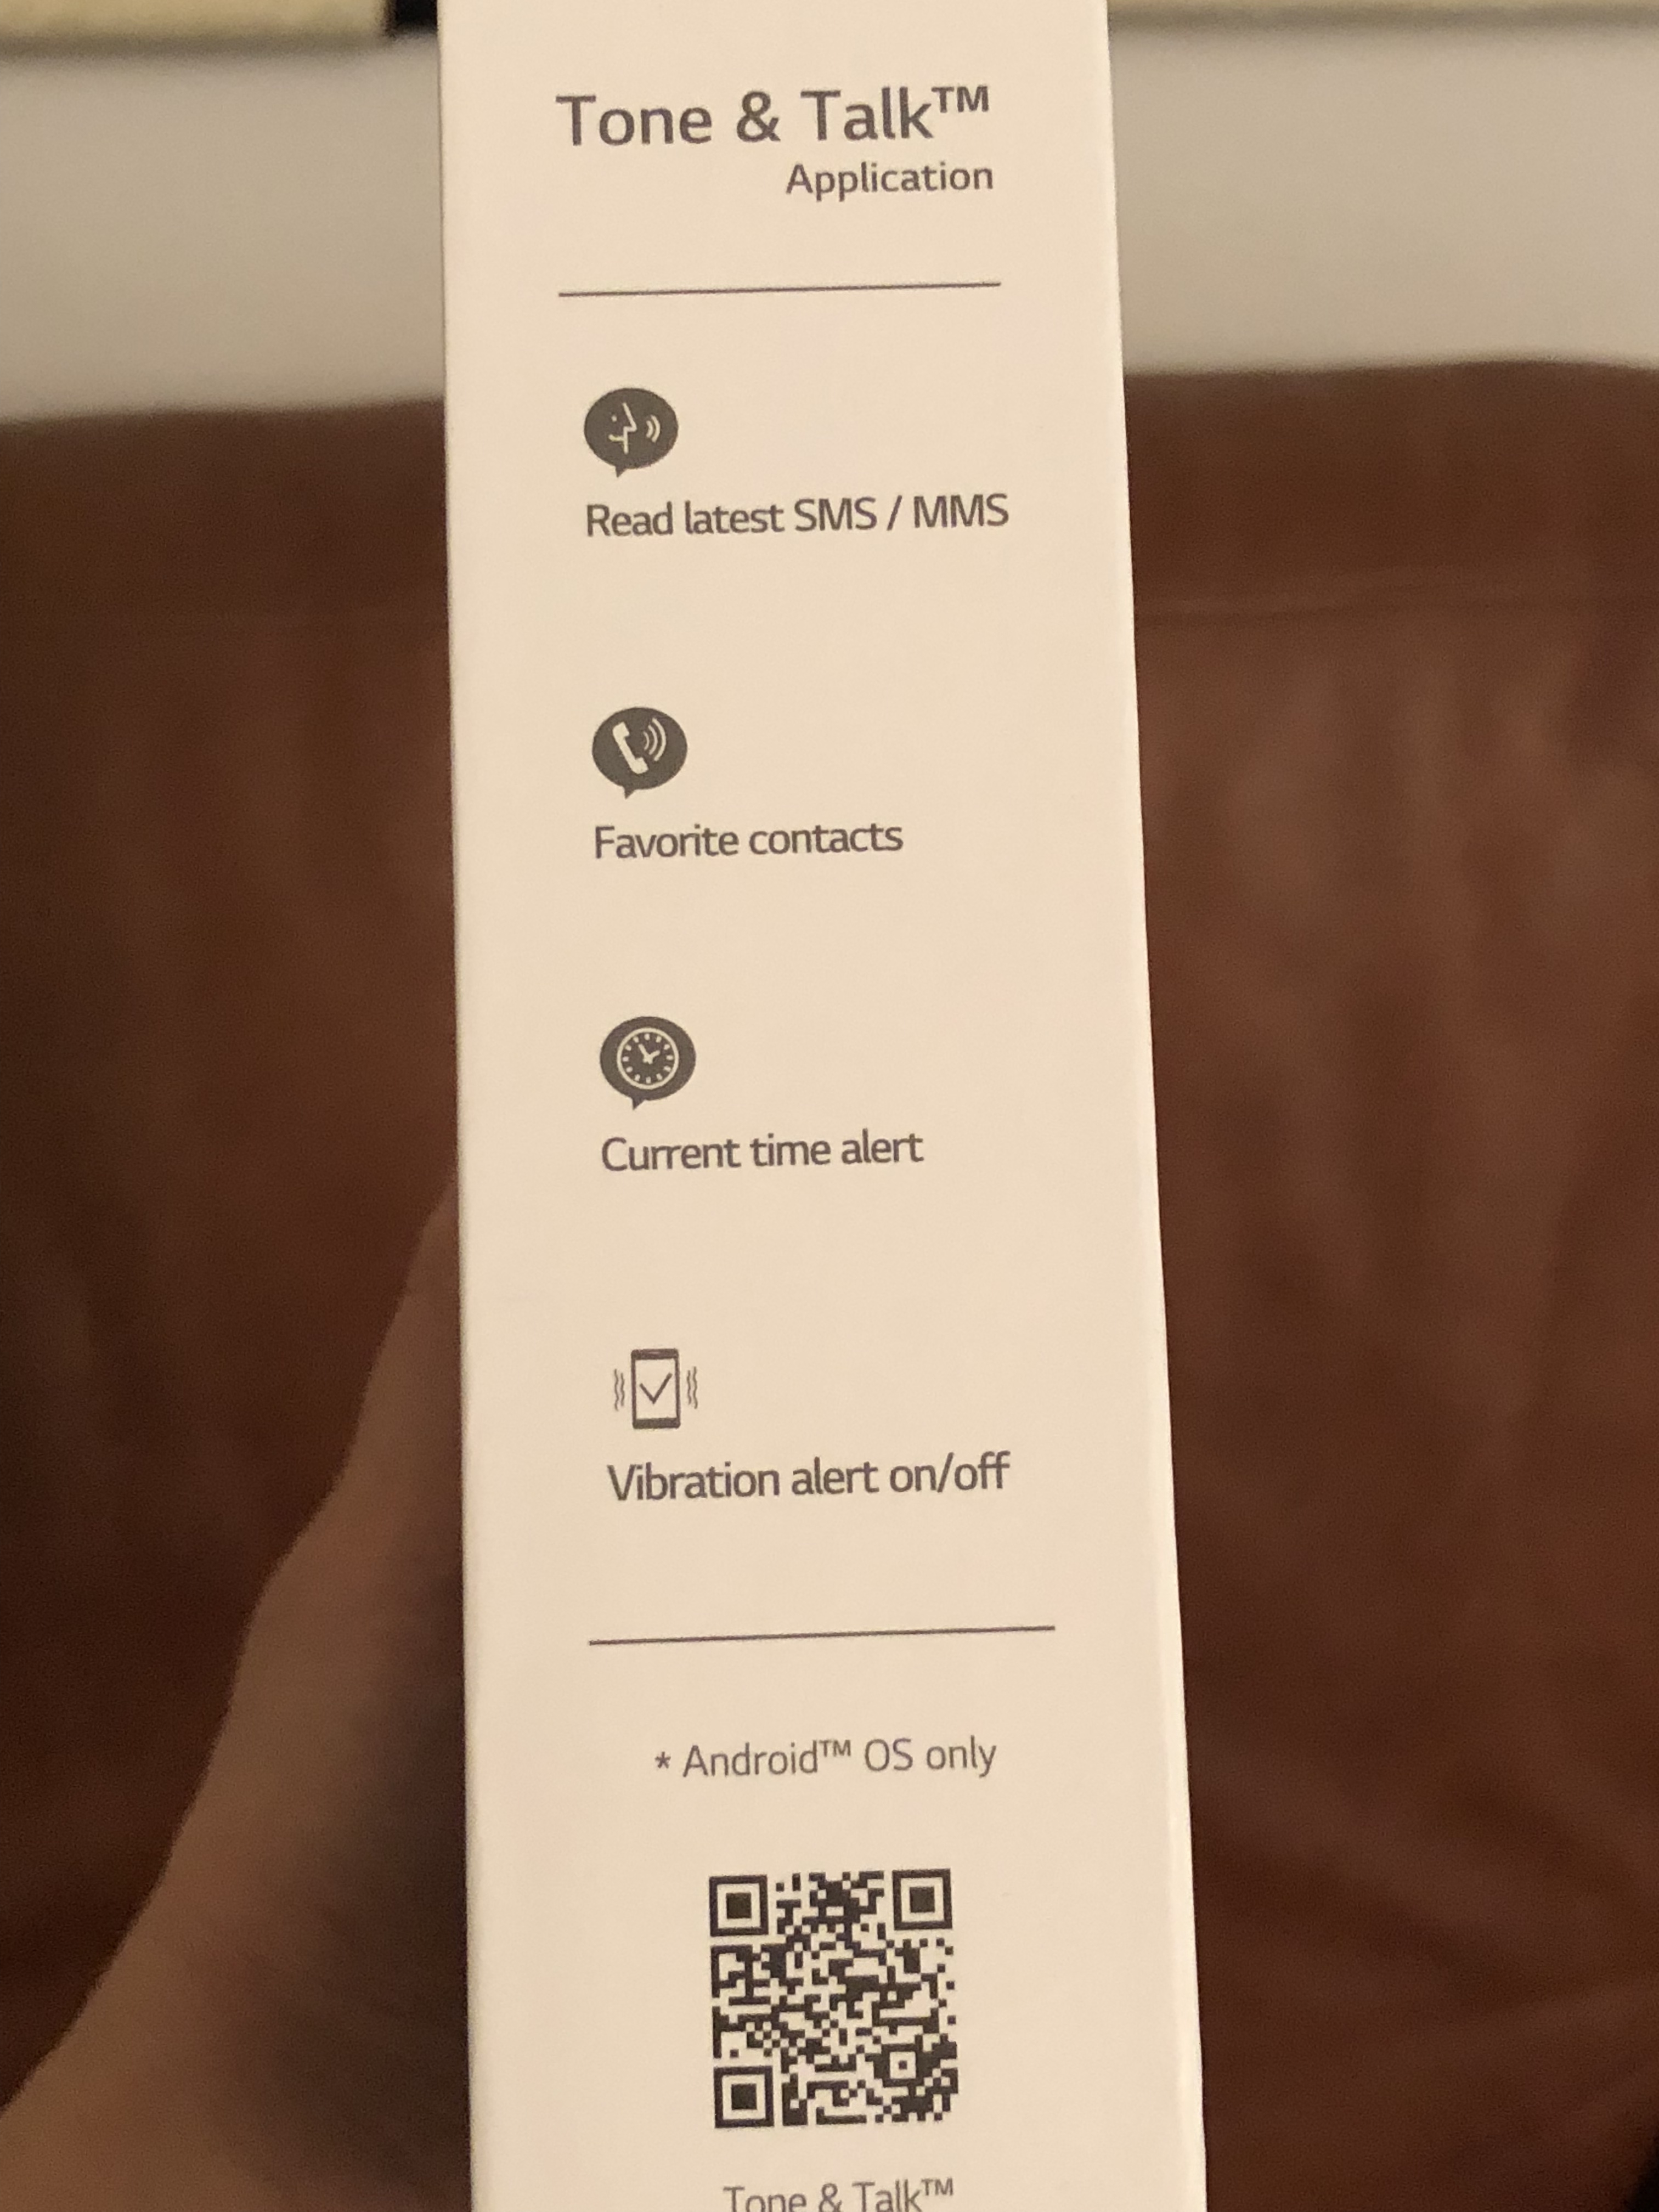 Tone & Talk™
Application
Read latest SMS / MMS
Favorite contacts
Current time alert
Vibration alert on/off
* Android™ OS only
Tone & Talk™